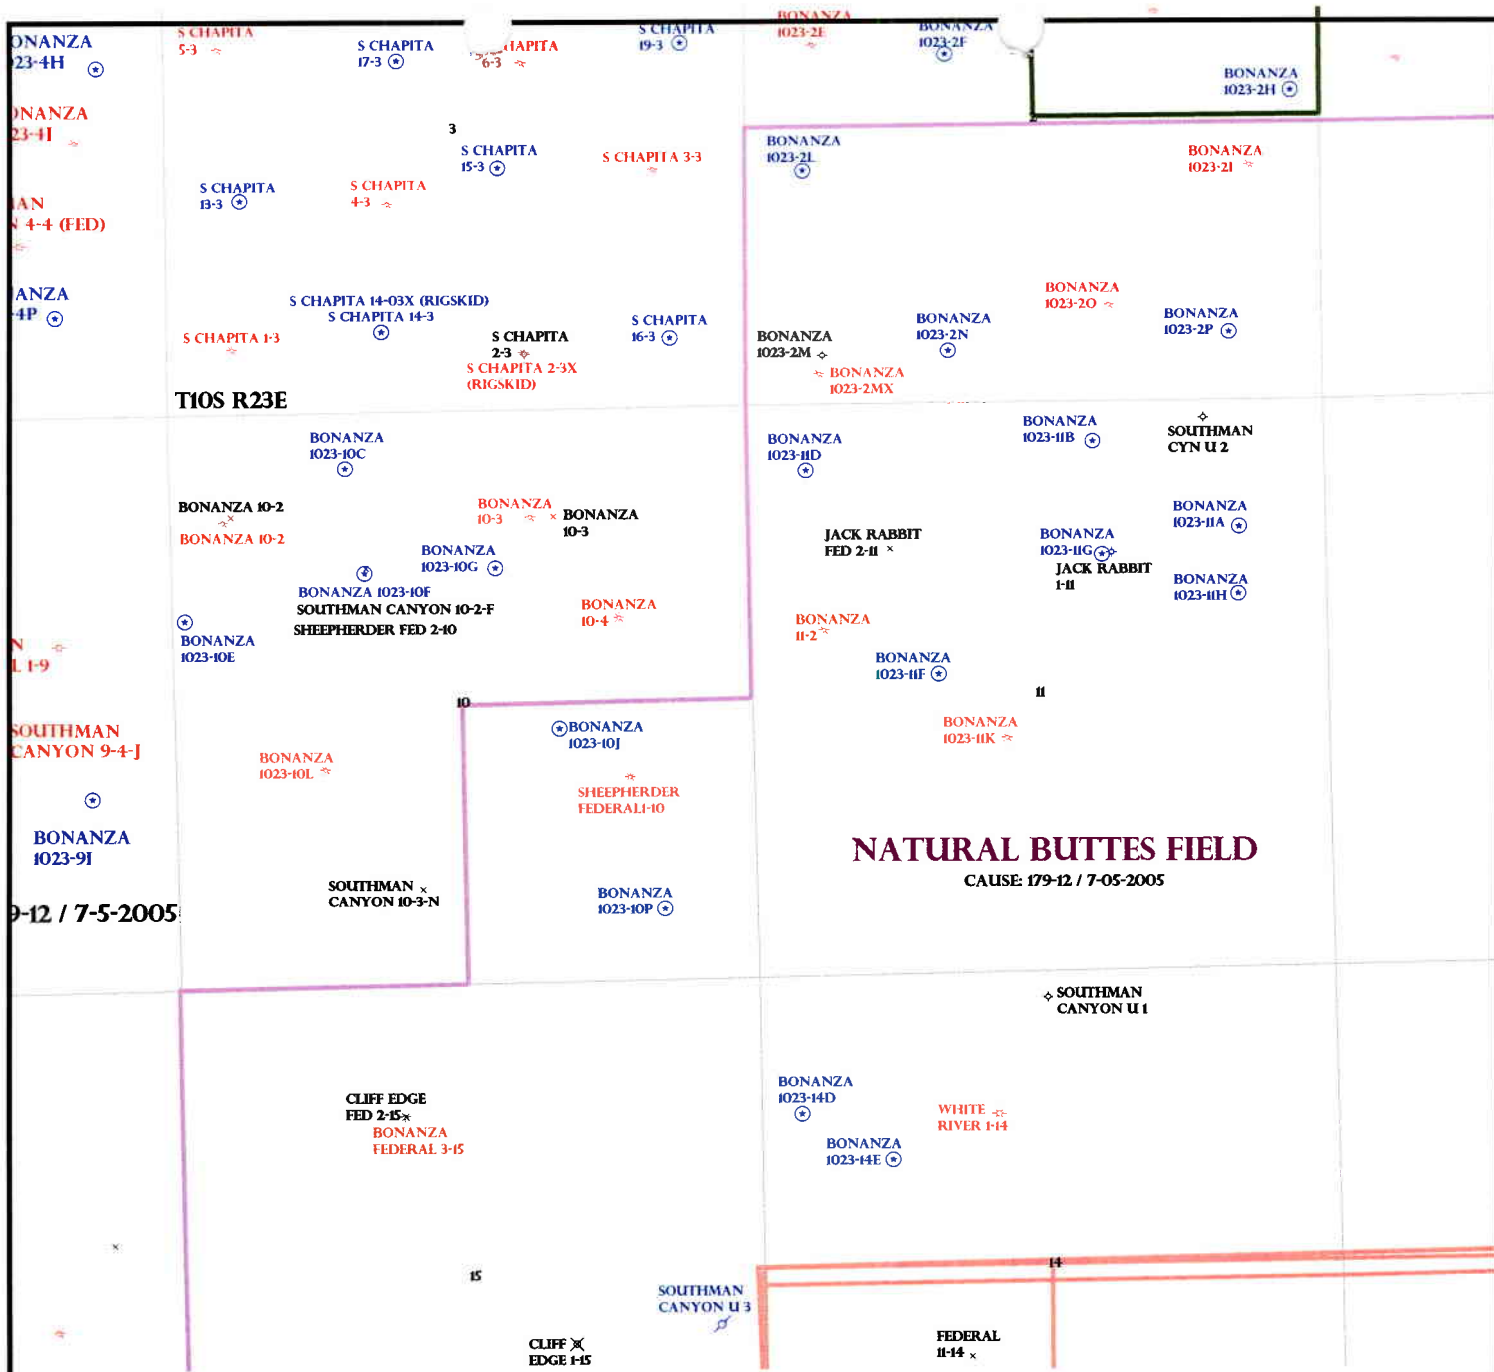 ONANZA
23-4H
S CHAPITA
5-3
S CHAPITA
17-3
HAPITA
6-3
S CHAPITA
19-3
BONANZA
1023-2E
BONANZA
1023-2F
BONANZA
1023-2H
2
ONANZA
23-4I
3
S CHAPITA
15-3
S CHAPITA 3-3
BONANZA
1023-2L
BONANZA
1023-2I
S CHAPITA
13-3
S CHAPITA
4-3
IAN
N 4-4 (FED)
ANZA
-4P
S CHAPITA 14-03X (RIGSKID)
S CHAPITA 14-3
S CHAPITA 1-3
S CHAPITA
2-3
S CHAPITA 2-3X
(RIGSKID)
S CHAPITA
16-3
BONANZA
1023-2M
BONANZA
1023-2MX
BONANZA
1023-2N
BONANZA
1023-2O
BONANZA
1023-2P
T10S R23E
BONANZA
1023-10C
BONANZA
1023-11D
BONANZA
1023-11B
SOUTHMAN
CYN U 2
BONANZA 10-2
BONANZA 10-2
BONANZA
10-3
BONANZA
10-3
BONANZA
1023-10G
JACK RABBIT
FED 2-11
BONANZA
1023-11G
JACK RABBIT
1-11
BONANZA
1023-11A
BONANZA
1023-11H
BONANZA 1023-10F
SOUTHMAN CANYON 10-2-F
SHEEPHERDER FED 2-10
BONANZA
10-4
BONANZA
11-2
BONANZA
1023-10E
N
L 1-9
BONANZA
1023-11F
10
11
SOUTHMAN
CANYON 9-4-J
BONANZA
1023-10J
BONANZA
1023-11K
BONANZA
1023-10L
SHEEPHERDER
FEDERAL1-10
BONANZA
1023-9I
NATURAL BUTTES FIELD
CAUSE: 179-12 / 7-05-2005
SOUTHMAN
CANYON 10-3-N
BONANZA
1023-10P
9-12 / 7-5-2005
SOUTHMAN
CANYON U 1
CLIFF EDGE
FED 2-15
BONANZA
FEDERAL 3-15
BONANZA
1023-14D
WHITE
RIVER 1-14
BONANZA
1023-14E
15
14
SOUTHMAN
CANYON U 3
CLIFF
EDGE 1-15
FEDERAL
11-14